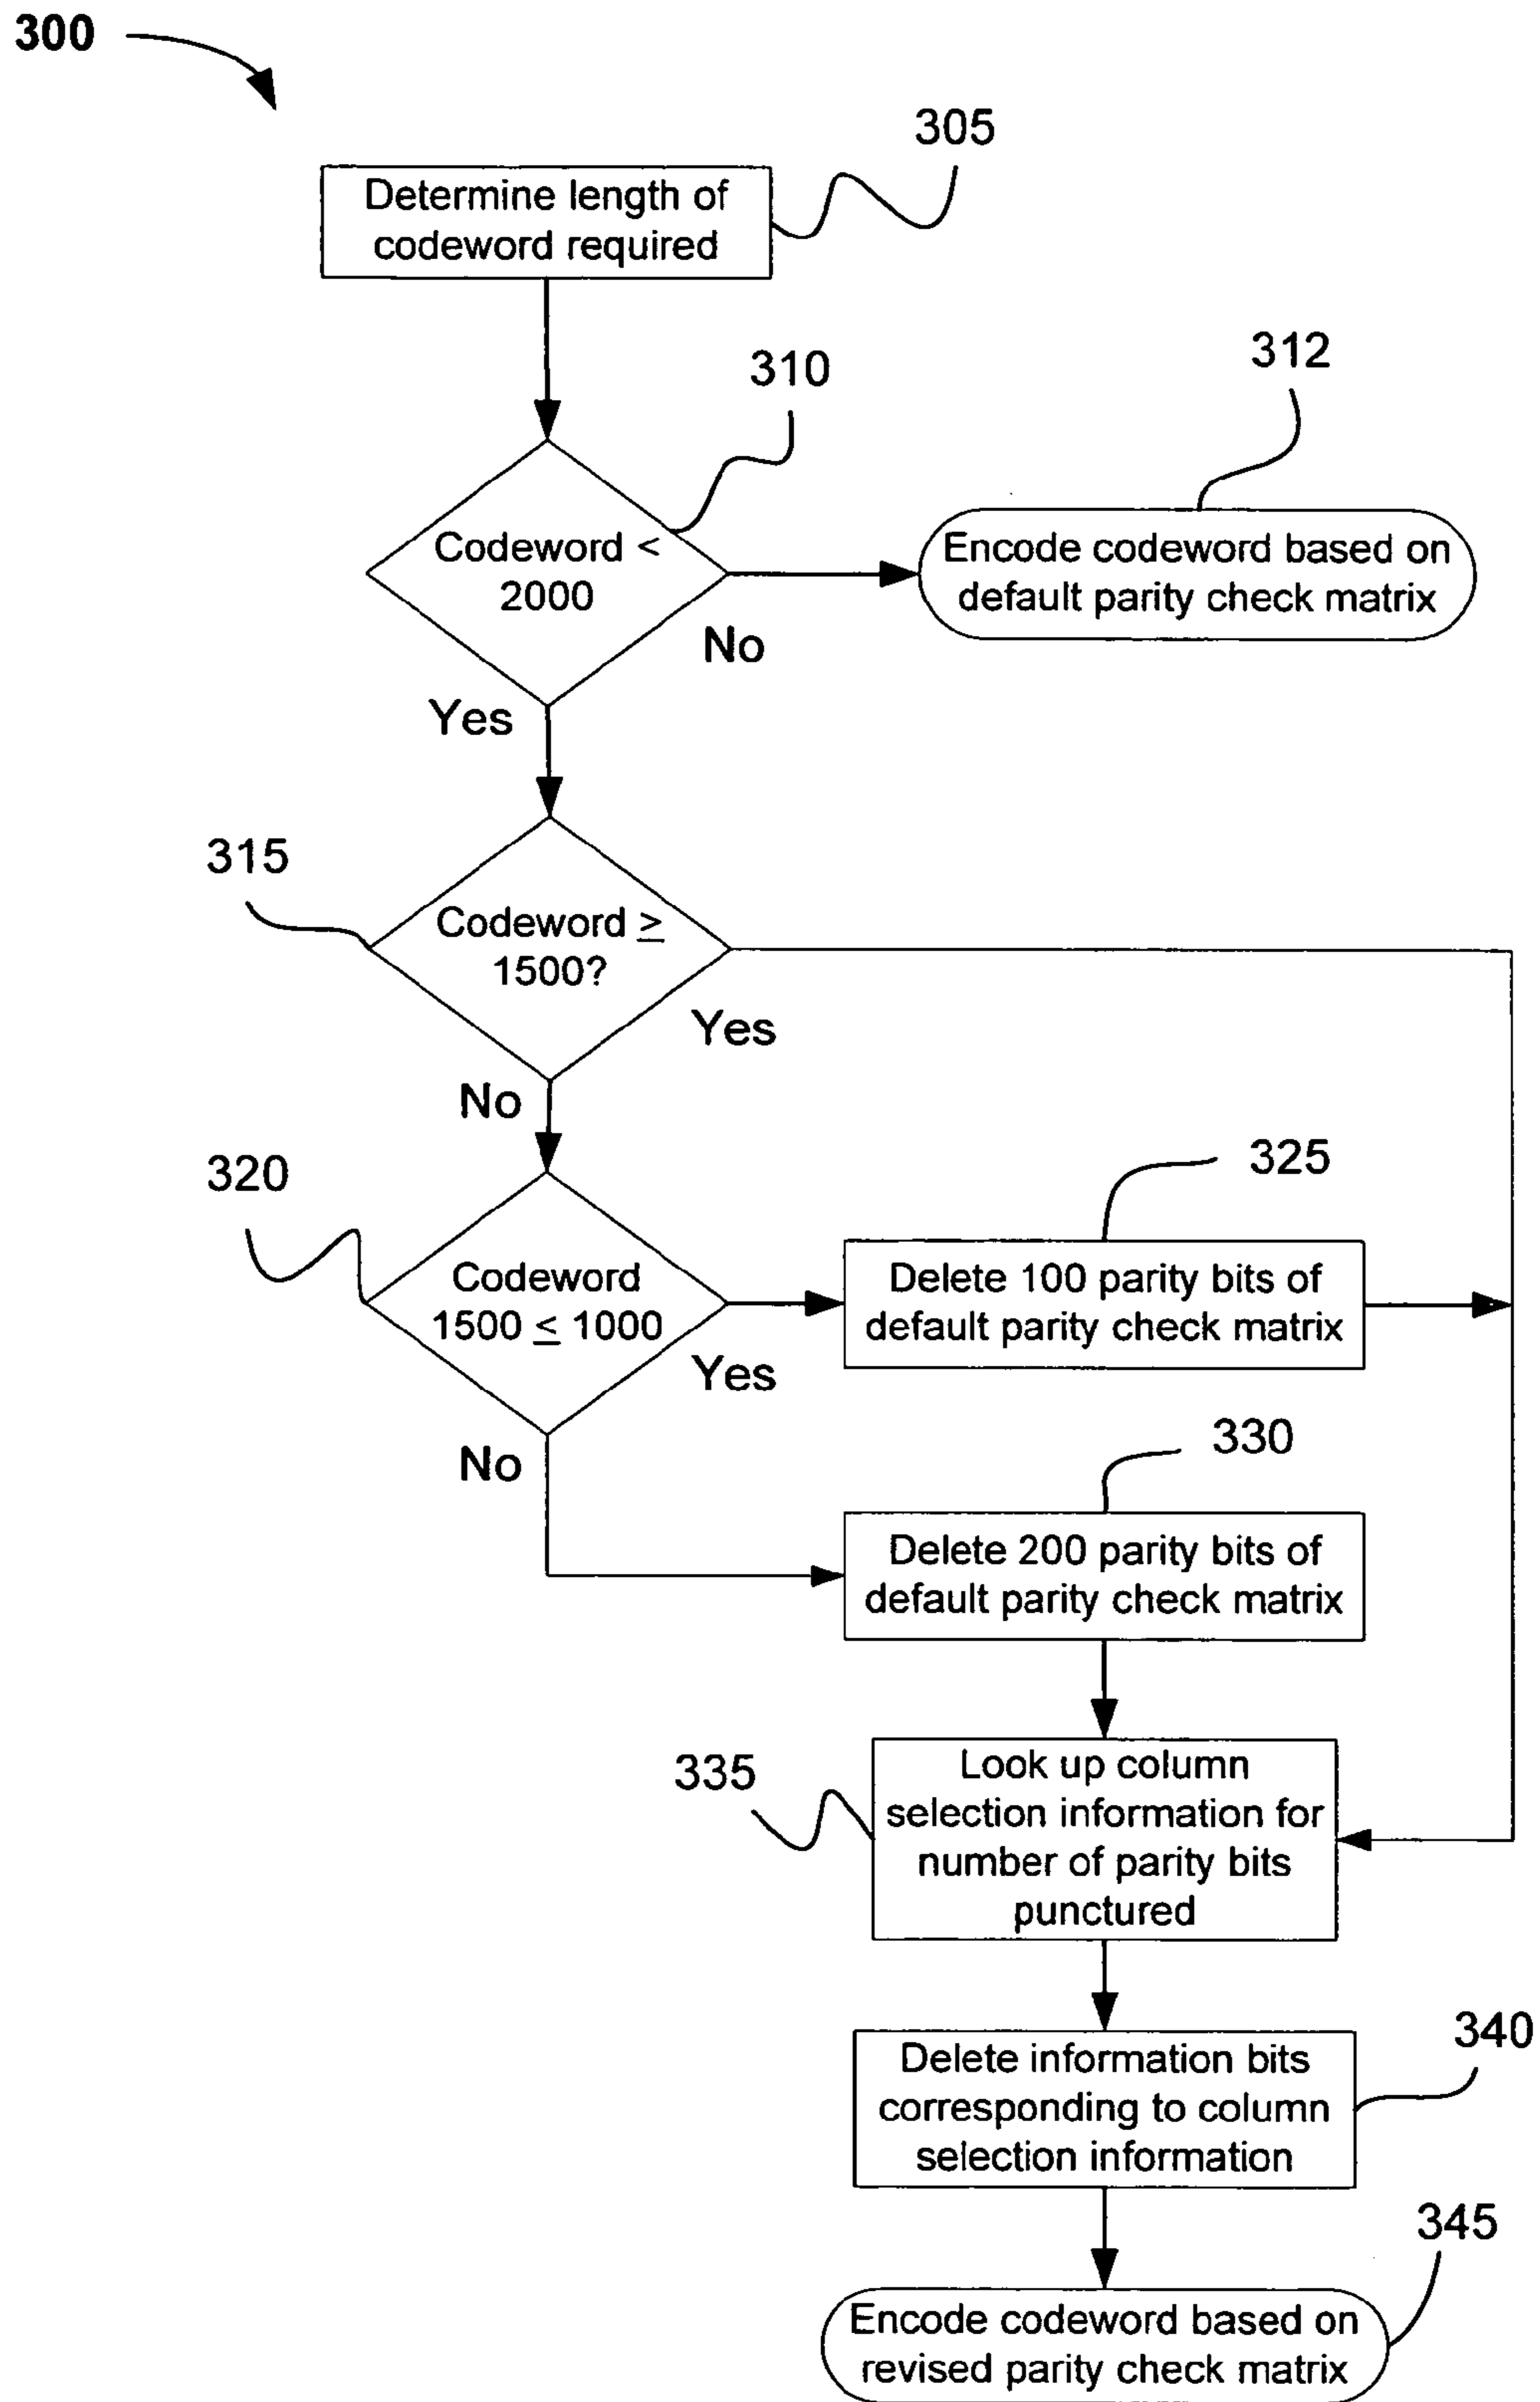 300
305
Determine length of
codeword required
310
312
Codeword <
2000
Encode codeword based on
default parity check matrix
No
Yes
315
Codeword ≥
1500?
Yes
No
320
325
Codeword
1500 ≤ 1000
Delete 100 parity bits of
default parity check matrix
Yes
No
330
Delete 200 parity bits of
default parity check matrix
335
Look up column
selection information for
number of parity bits
punctured
340
Delete information bits
corresponding to column
selection information
345
Encode codeword based on
revised parity check matrix